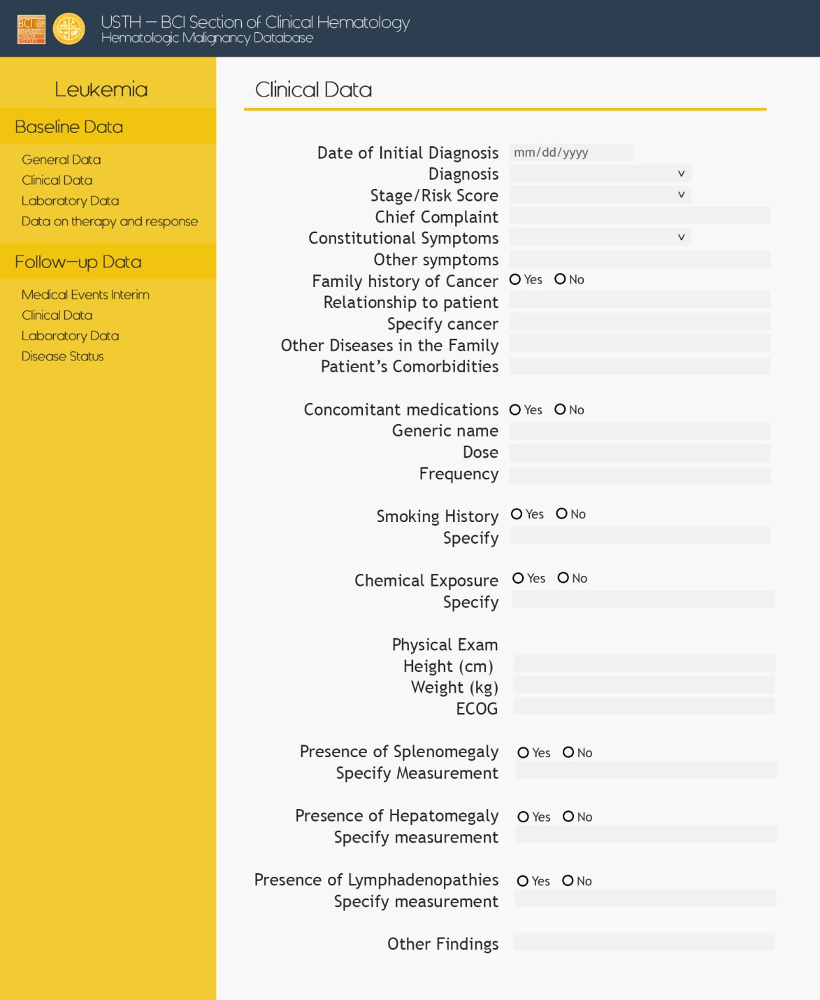 BCI
USTH – BCI Section of Clinical Hematology
Hematologic Malignancy Database
Leukemia
Baseline Data
General Data
Clinical Data
Laboratory Data
Data on therapy and response
Follow-up Data
Medical Events Interim
Clinical Data
Laboratory Data
Disease Status
Clinical Data
Date of Initial Diagnosis mm/dd/yyyy
Diagnosis
Stage/Risk Score
Chief Complaint
Constitutional Symptoms
Other symptoms
Family history of Cancer Yes No
Relationship to patient
Specify cancer
Other Diseases in the Family
Patient’s Comorbidities
Concomitant medications Yes No
Generic name
Dose
Frequency
Smoking History Yes No
Specify
Chemical Exposure Yes No
Specify
Physical Exam
Height (cm)
Weight (kg)
ECOG
Presence of Splenomegaly Yes No
Specify Measurement
Presence of Hepatomegaly Yes No
Specify measurement
Presence of Lymphadenopathies Yes No
Specify measurement
Other Findings